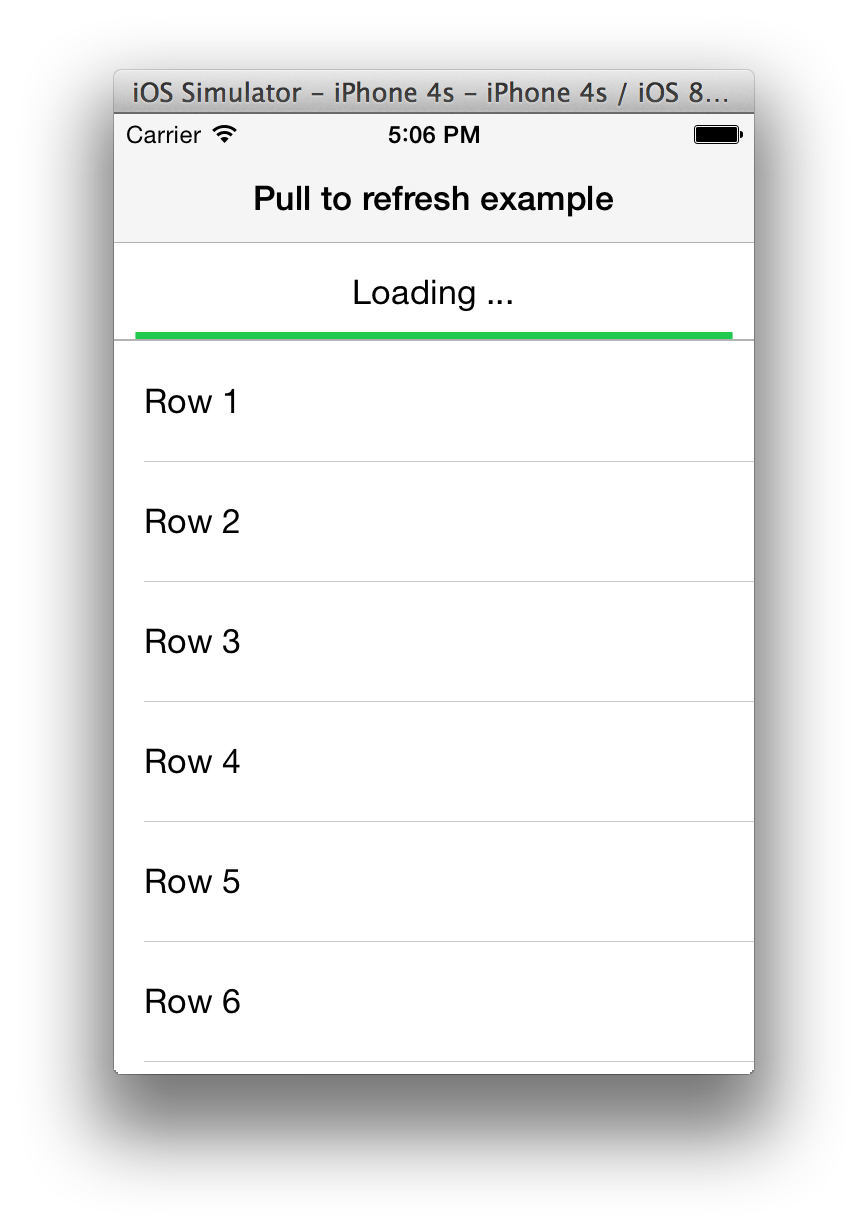 iOS Simulator – iPhone 4s – iPhone 4s / iOS 8...
Carrier 5:06 PM
Pull to refresh example
Loading ...
Row 1
Row 2
Row 3
Row 4
Row 5
Row 6